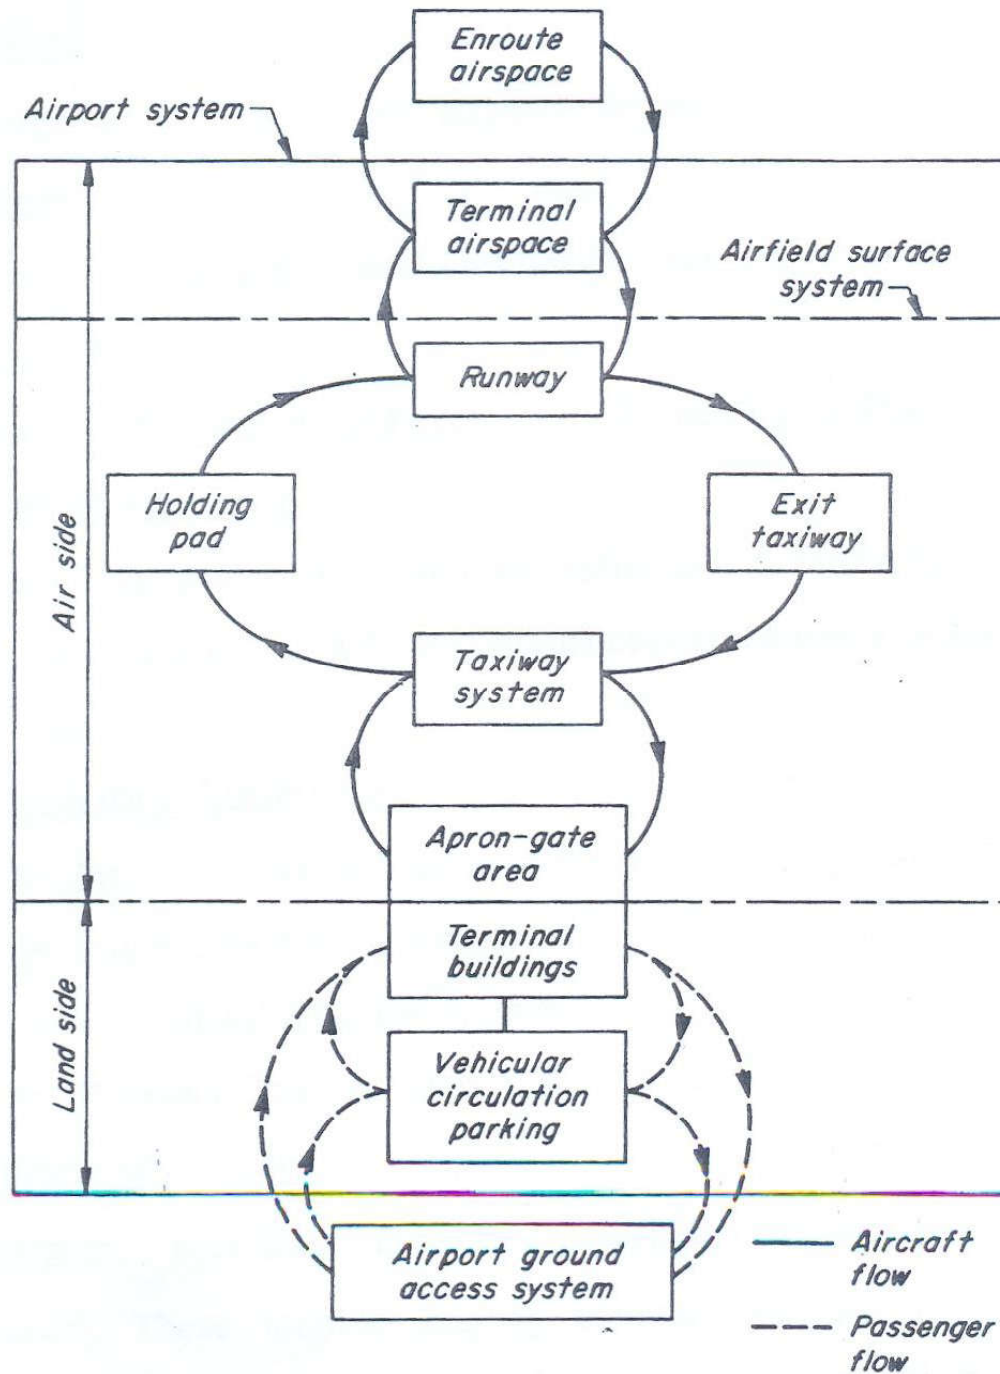 Enroute
airspace
Airport system
Terminal
airspace
Airfield surface
system
Runway
Holding
pad
Exit
taxiway
Air side
Taxiway
system
Apron-gate
area
Terminal
buildings
Land side
Vehicular
circulation
parking
Airport ground
access system
Aircraft
flow
Passenger
flow